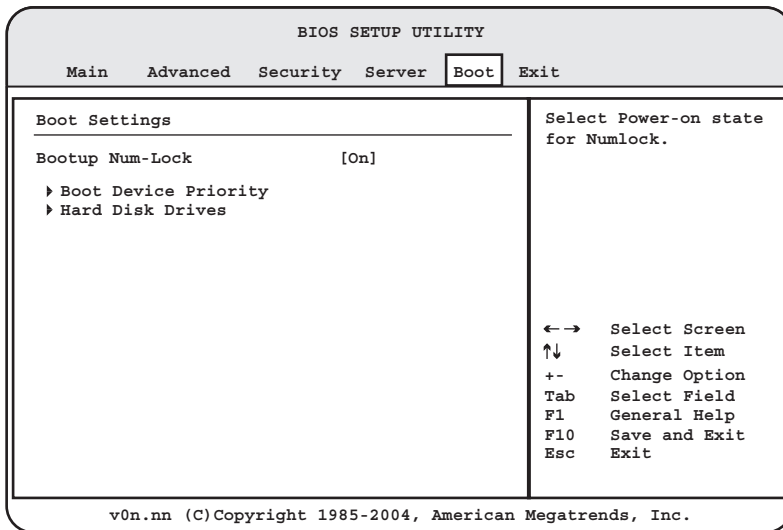 BIOS SETUP UTILITY
Main Advanced Security Server Boot Exit
Boot Settings
Bootup Num-Lock [On]
Boot Device Priority
Hard Disk Drives
Select Power-on state
for Numlock.
←→ Select Screen
↑↓ Select Item
+- Change Option
Tab Select Field
F1 General Help
F10 Save and Exit
Esc Exit
v0n.nn (C)Copyright 1985-2004, American Megatrends, Inc.